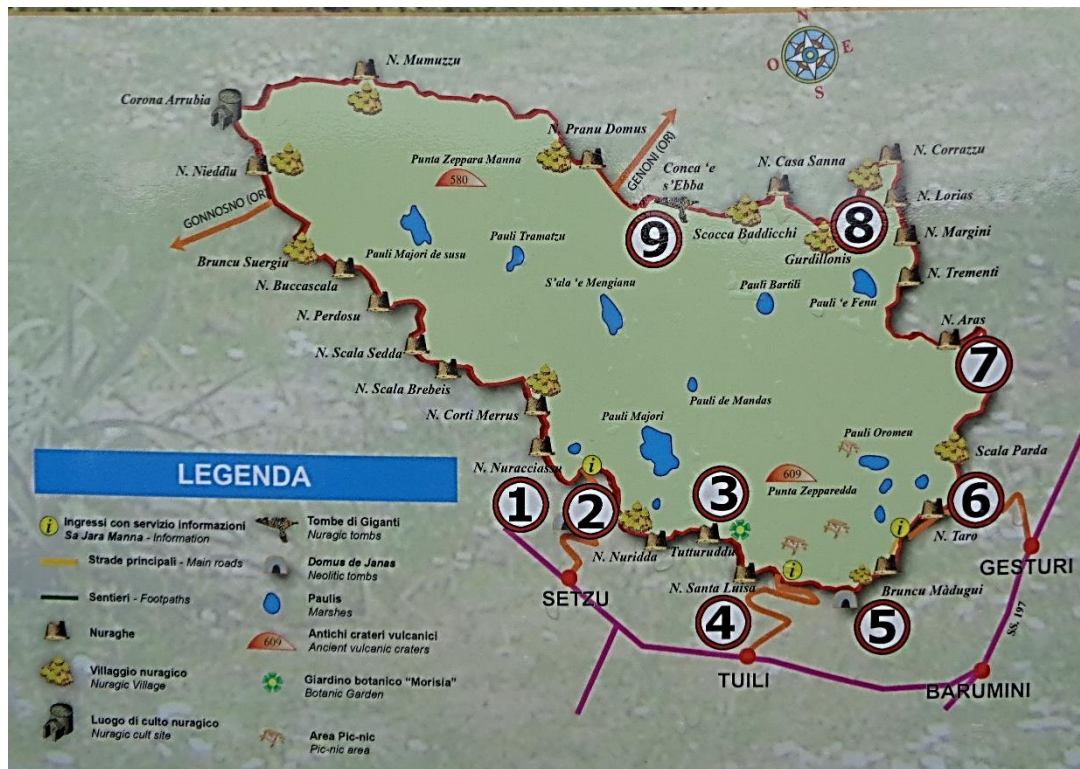 N
E
S
O
N. Mumuzzu
Corona Arrubia
N. Pranu Domus
GENONI (OR)
Punta Zeppara Manna
580
Conca 'e
s'Ebba
N. Casa Sanna
N. Corrazzu
N. Nieddiu
GONNOSNO (OR)
N. Lorias
9
8
Scocca Baddicchi
Gurdillonis
N. Margini
Pauli Majori de susu
Pauli Tramatzu
Bruncu Suergiu
N. Buccascala
S'ala 'e Mengianu
Pauli Bartili
Pauli 'e Fenu
N. Trementi
N. Perdosu
N. Aras
7
N. Scala Sedda
N. Scala Brebeis
Pauli de Mandas
N. Corti Merrus
Pauli Majori
Pauli Oromeu
Scala Parda
N. Nuracciassu
i
609
Punta Zepparedda
1
2
3
6
i
N. Taro
N. Nuridda
Tutturuddu
GESTURI
i
SETZU
N. Santa Luisa
Bruncu Màdugui
4
5
SS. 197
TUILI
BARUMINI
LEGENDA
i
Ingressi con servizio informazioni
Sa Jara Manna - Information
Strade principali - Main roads
Sentieri - Footpaths
Nuraghe
Villaggio nuragico
Nuragic Village
Luogo di culto nuragico
Nuragic cult site
Tombe di Giganti
Nuragic tombs
Domus de Janas
Neolitic tombs
Paulis
Marshes
609
Antichi crateri vulcanici
Ancient vulcanic craters
Giardino botanico "Morisia"
Botanic Garden
Area Pic-nic
Pic-nic area